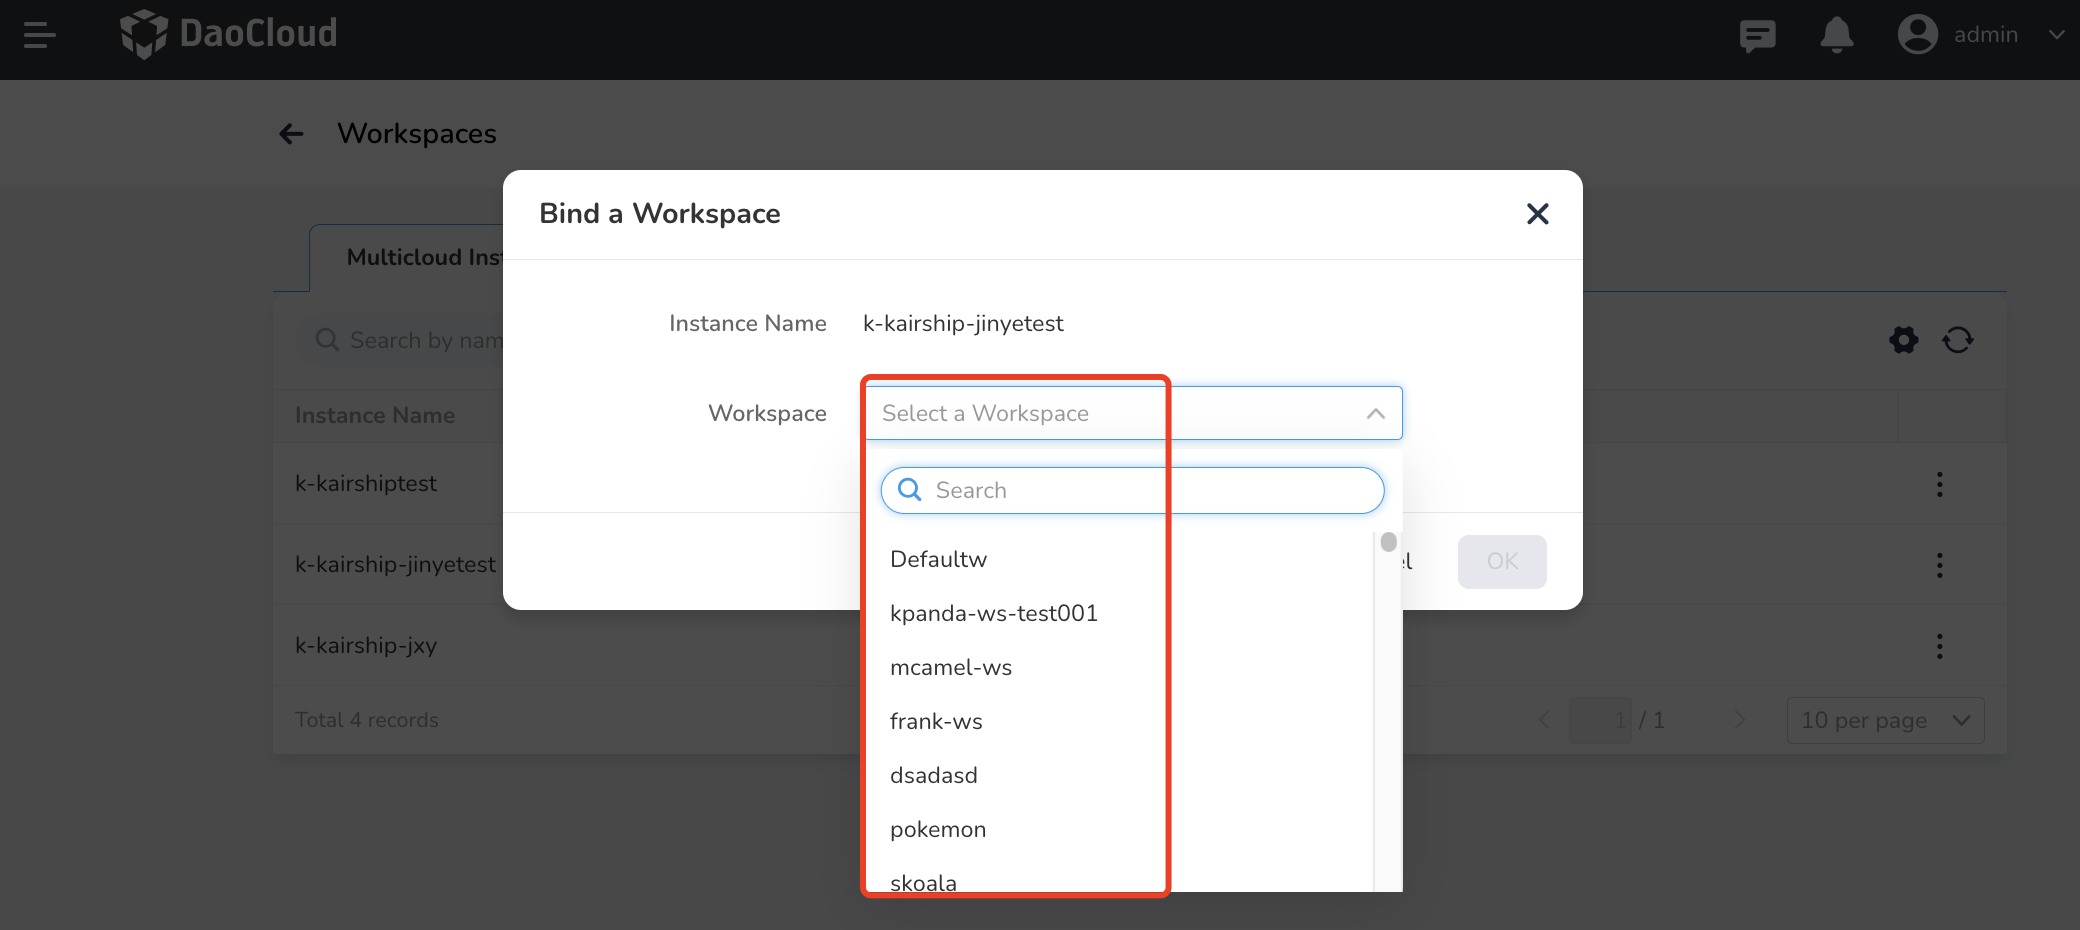 DaoCloud
admin
Workspaces
Bind a Workspace
Multicloud
Instance Name k-kairship-jinyetest
Search by
Workspace Select a Workspace
Instance Name
Search
k-kairshiptest
Defaultw
k-kairship-jinyetest
OK
kpanda-ws-test001
k-kairship-jxy
mcamel-ws
Total 4 records
frank-ws
1 / 1
10 per page
dsadasd
pokemon
skoala